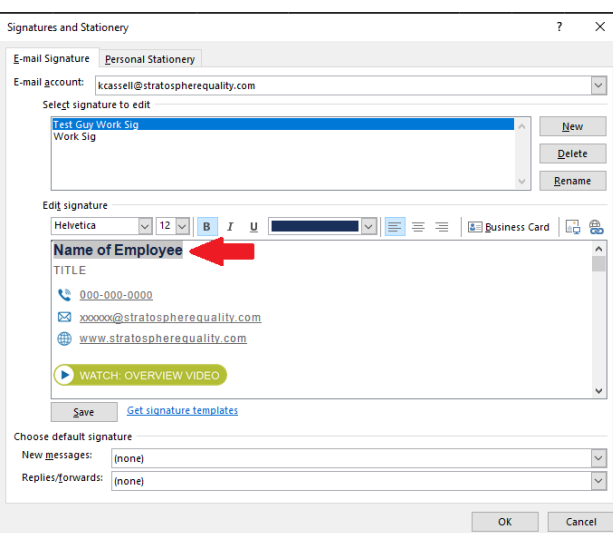 Signatures and Stationery ? ×
E-mail Signature Personal Stationery
E-mail account: kcassell@stratospherequality.com
Select signature to edit
Test Guy Work Sig
Work Sig
New
Delete
Rename
Edit signature
Helvetica 12 B I U Business Card
Name of Employee
TITLE
000-000-0000
xxxxxx@stratospherequality.com
www.stratospherequality.com
WATCH: OVERVIEW VIDEO
Save Get signature templates
Choose default signature
New messages: (none)
Replies/forwards: (none)
OK Cancel